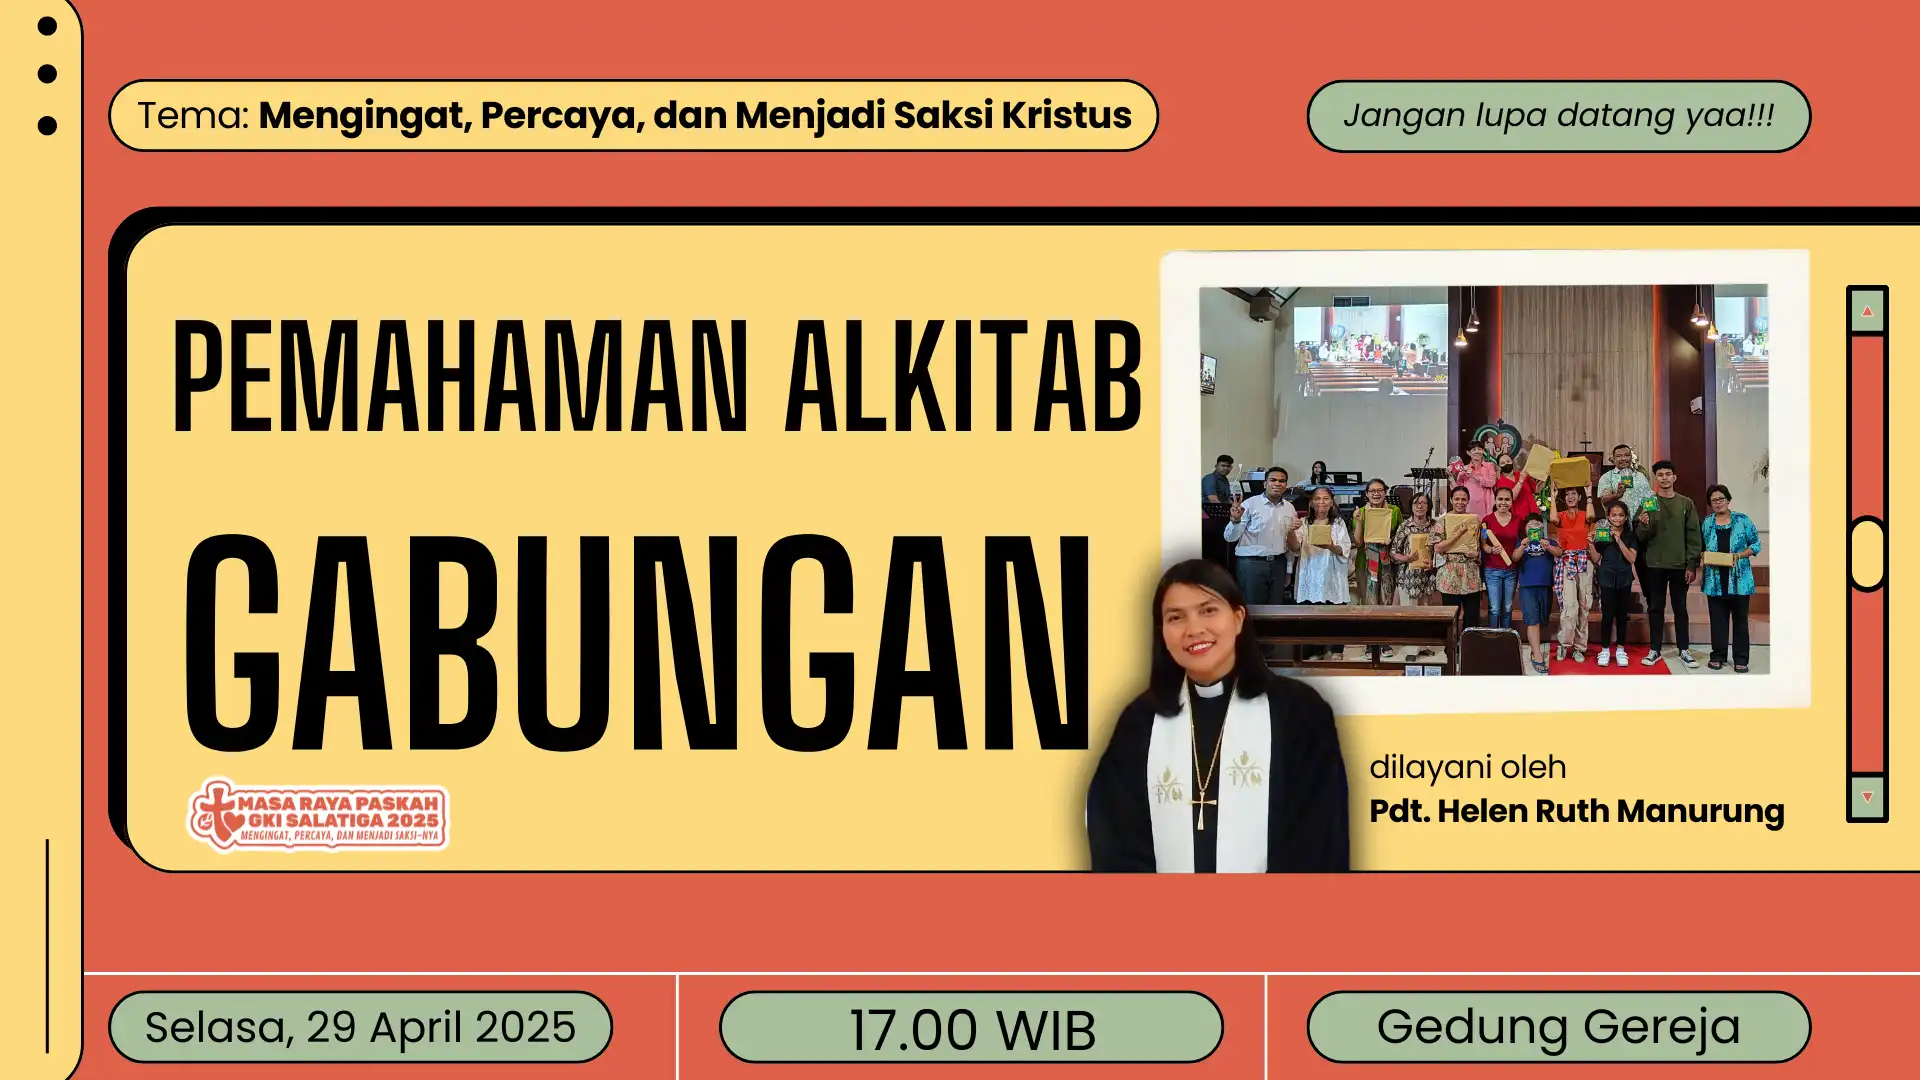 Tema: Mengingat, Percaya, dan Menjadi Saksi Kristus
Jangan lupa datang yaa!!!
PEMAHAMAN ALKITAB
GABUNGAN
MASA RAYA PASKAH
GKI SALATIGA 2025
MENGINGAT, PERCAYA, DAN MENJADI SAKSI-NYA
dilayani oleh
Pdt. Helen Ruth Manurung
Selasa, 29 April 2025
17.00 WIB
Gedung Gereja